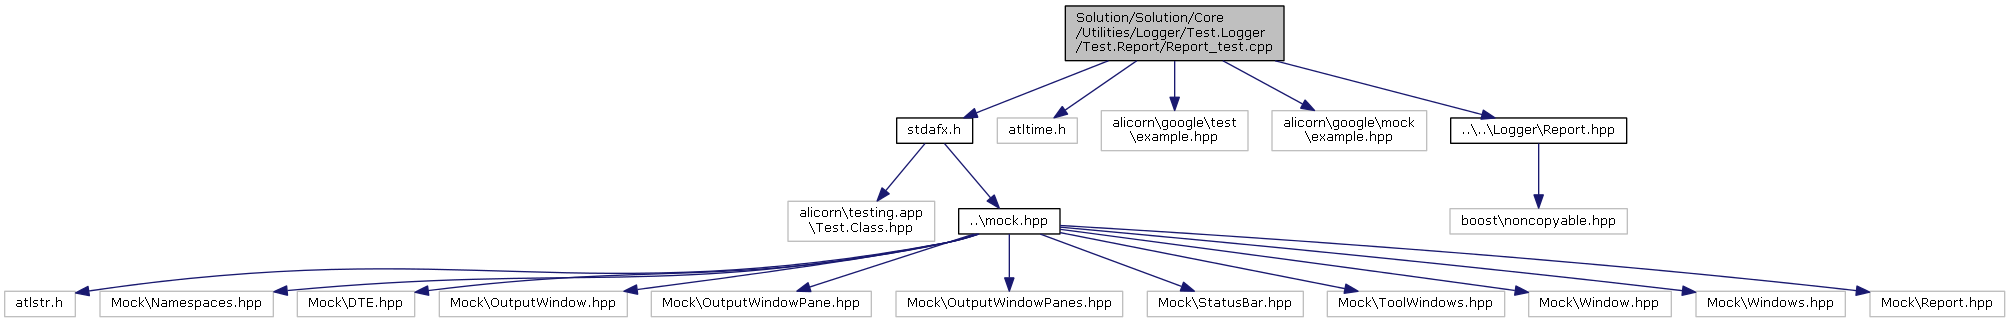 Solution/Solution/Core
/Utilities/Logger/Test.Logger
/Test.Report/Report_test.cpp
stdafx.h
atltime.h
alicorn\google\test
\example.hpp
alicorn\google\mock
\example.hpp
..\..\Logger\Report.hpp
alicorn\testing.app
\Test.Class.hpp
..\mock.hpp
boost\noncopyable.hpp
atlstr.h
Mock\Namespaces.hpp
Mock\DTE.hpp
Mock\OutputWindow.hpp
Mock\OutputWindowPane.hpp
Mock\OutputWindowPanes.hpp
Mock\StatusBar.hpp
Mock\ToolWindows.hpp
Mock\Window.hpp
Mock\Windows.hpp
Mock\Report.hpp